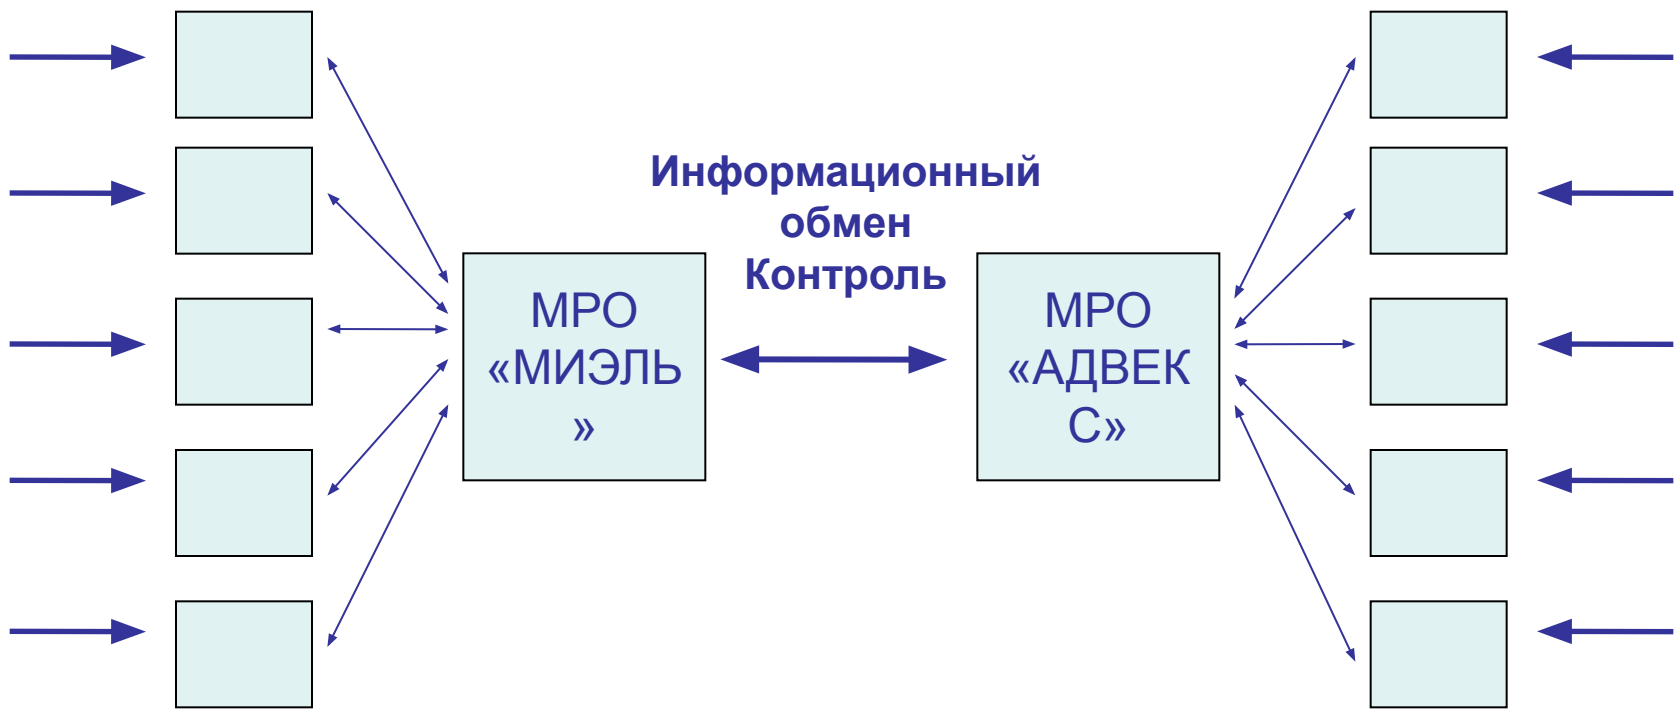 Информационный
обмен
Контроль
МРО
«МИЭЛЬ
»
МРО
«АДВЕК
С»